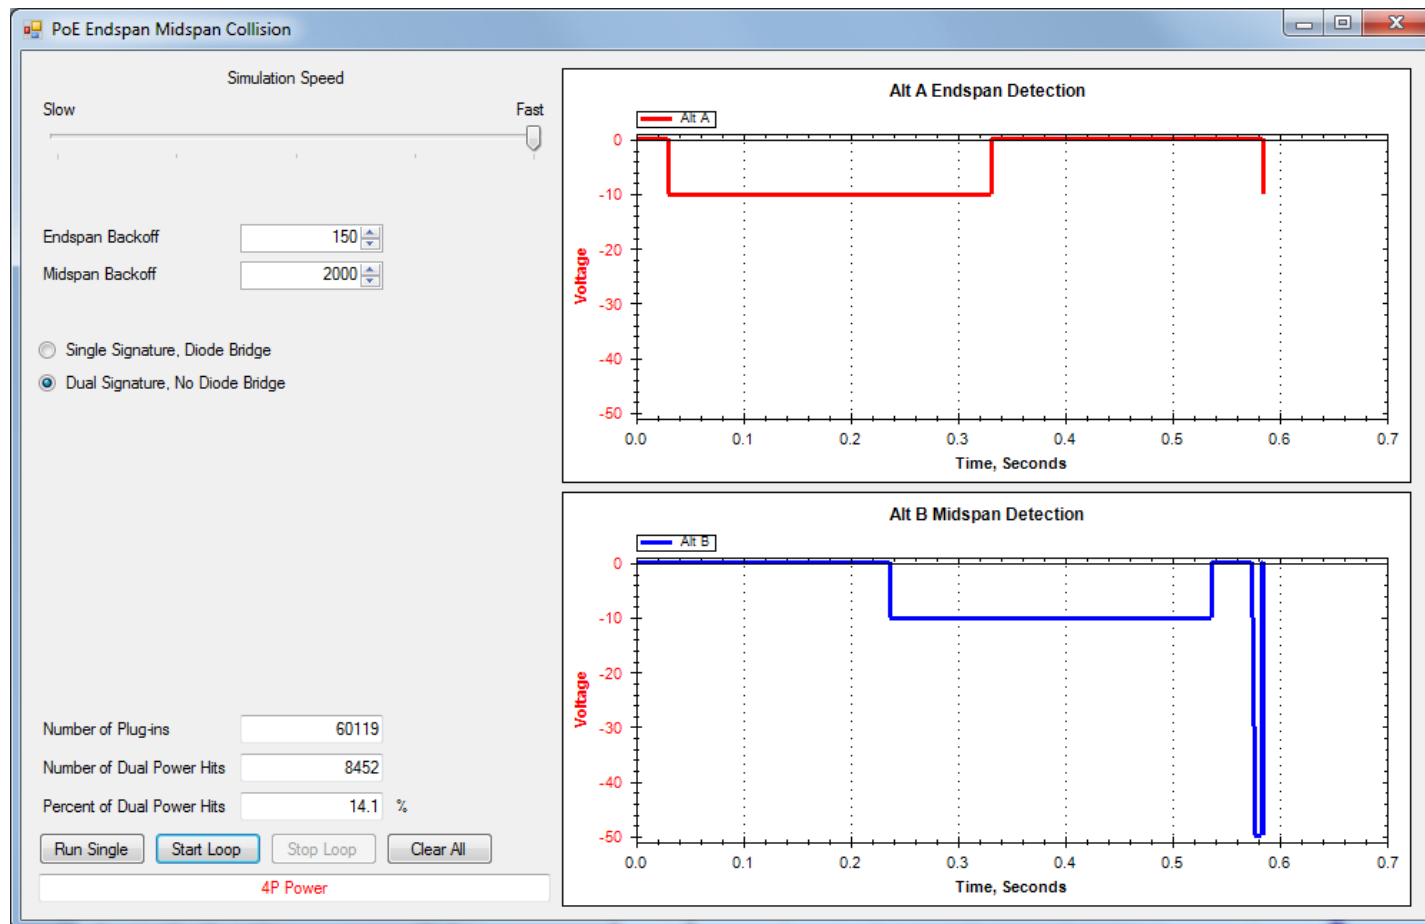 PoE Endspan Midspan Collision
Simulation Speed
Slow Fast
Endspan Backoff 150
Midspan Backoff 2000
Single Signature, Diode Bridge
Dual Signature, No Diode Bridge
Number of Plug-ins 60119
Number of Dual Power Hits 8452
Percent of Dual Power Hits 14.1 %
Run Single Start Loop Stop Loop Clear All
4P Power
Alt A Endspan Detection
Alt A
Voltage
0
-10
-20
-30
-40
-50
0.0 0.1 0.2 0.3 0.4 0.5 0.6 0.7
Time, Seconds
Alt B Midspan Detection
Alt B
Voltage
0
-10
-20
-30
-40
-50
0.0 0.1 0.2 0.3 0.4 0.5 0.6 0.7
Time, Seconds